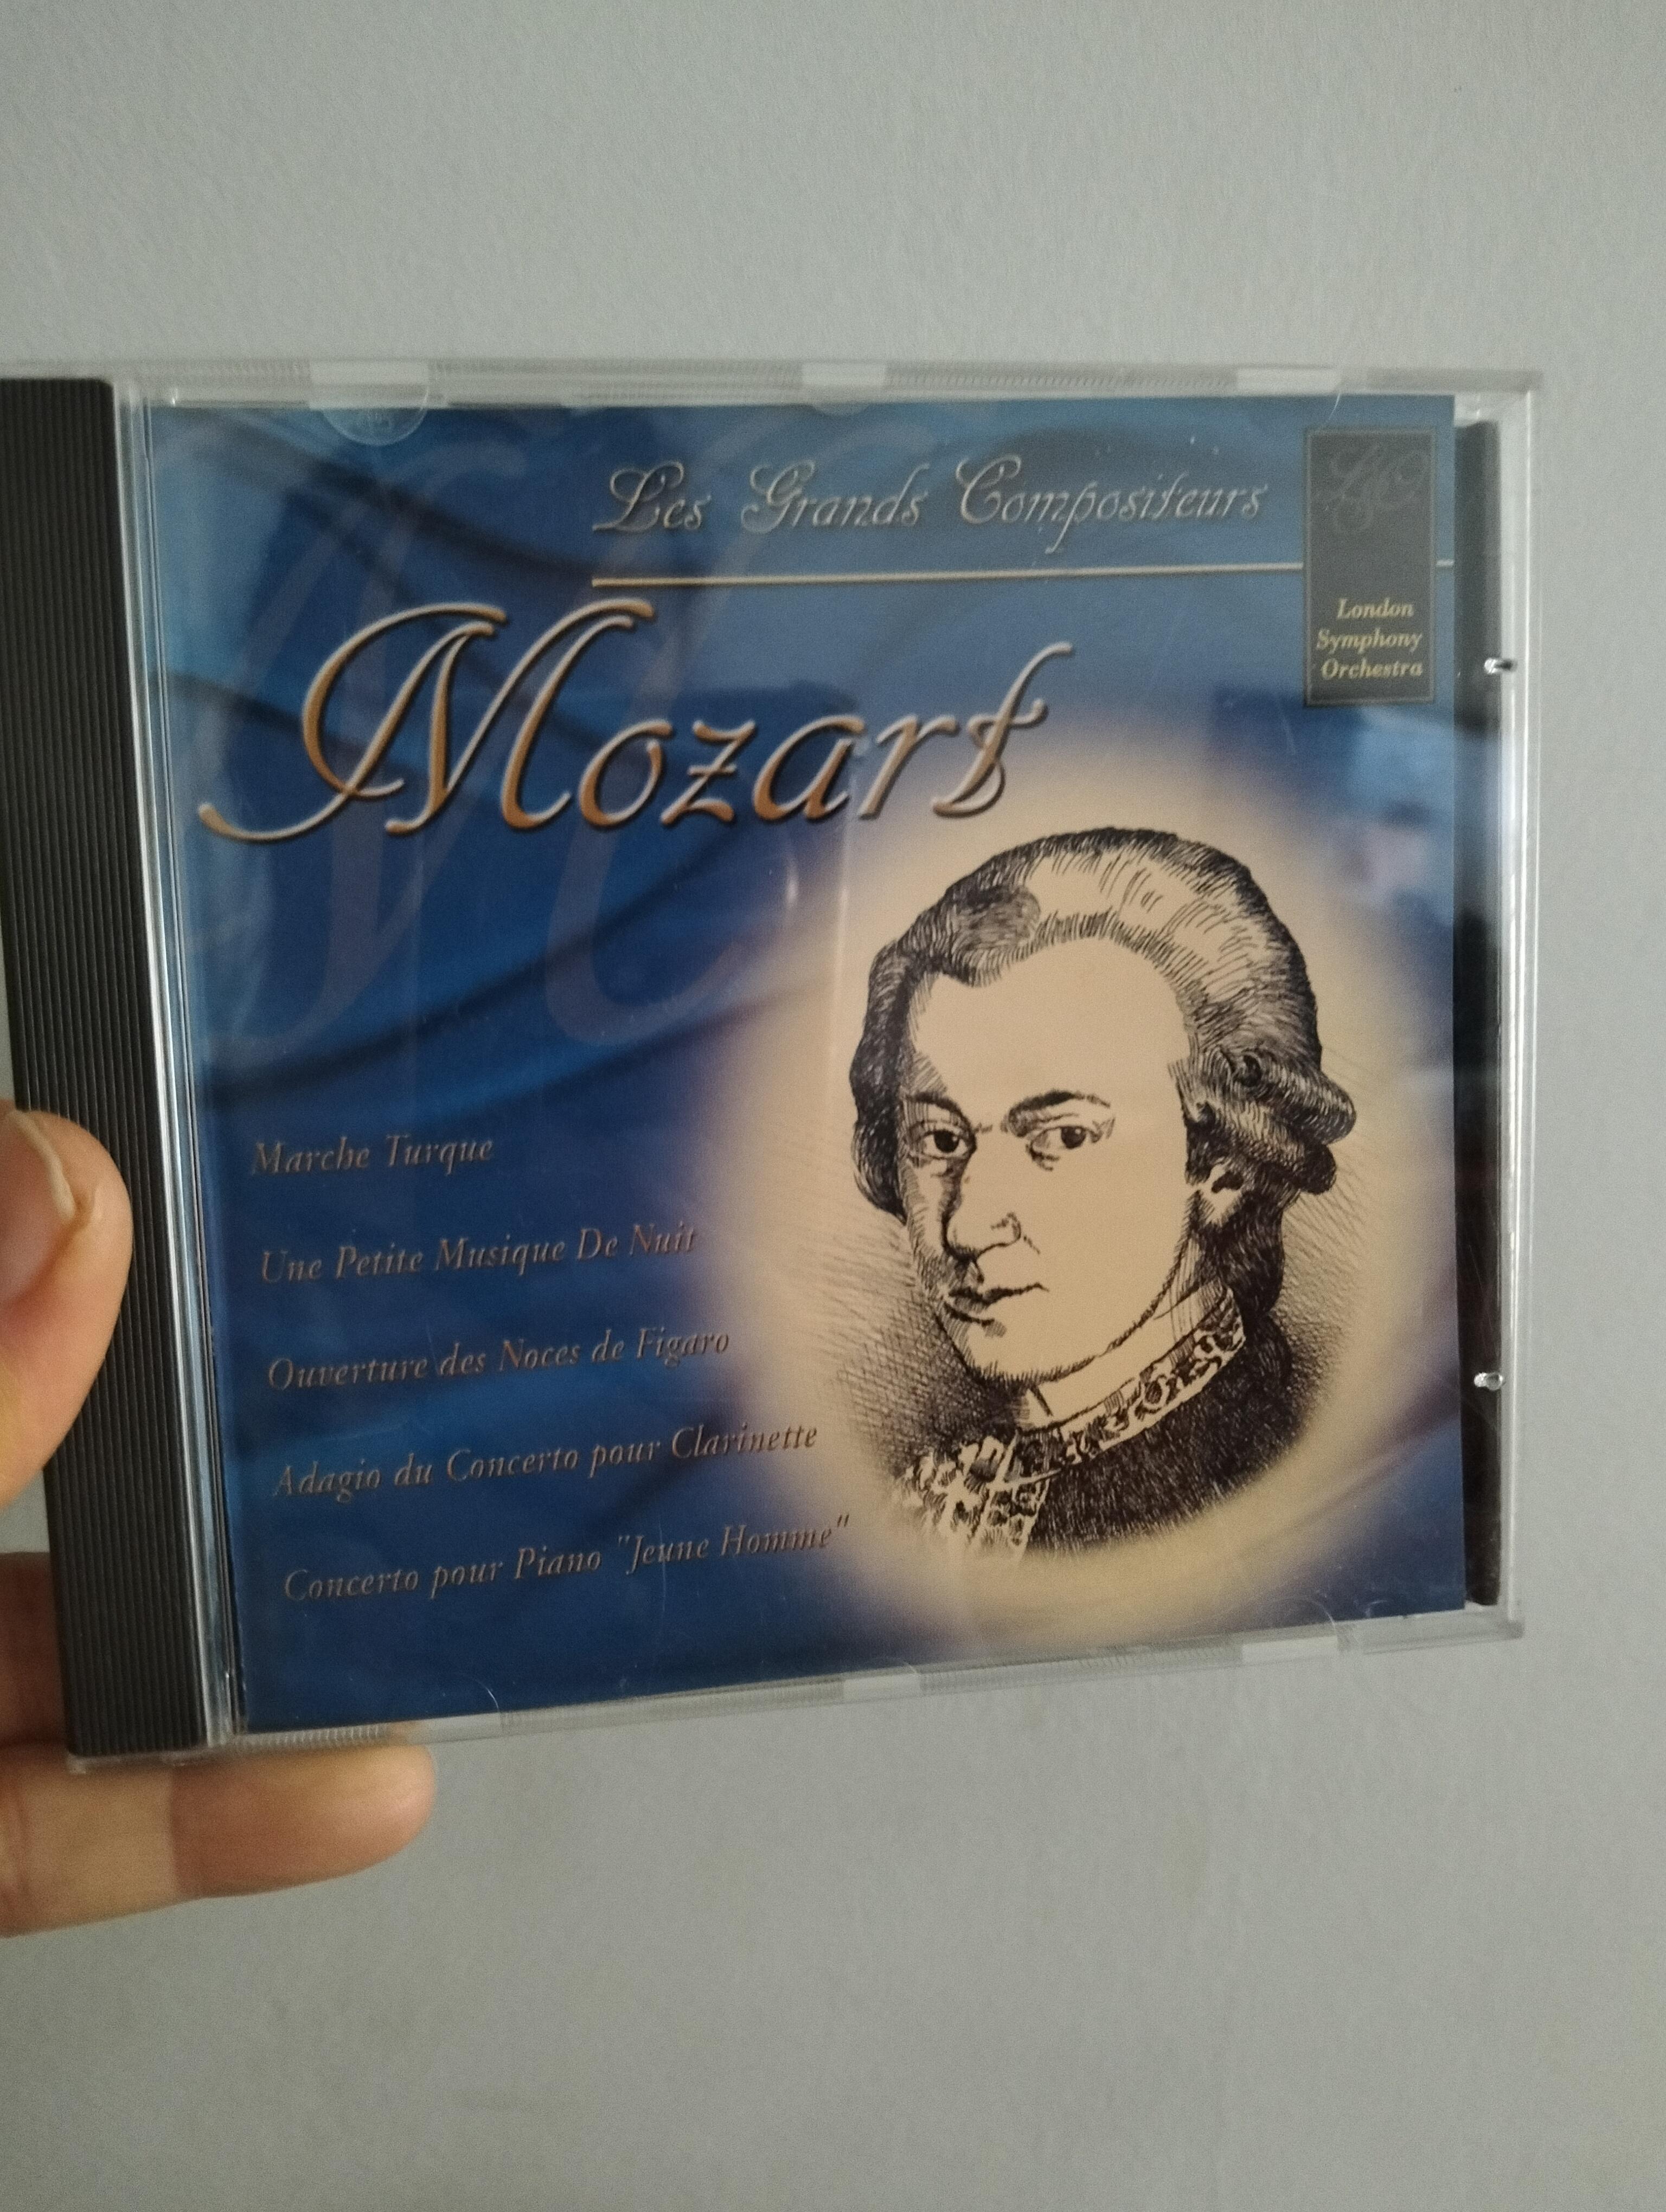 Les Grands Compositeurs
LSO
London
Symphony
Orchestra
Mozart
Marche Turque
Une Petite Musique De Nuit
Ouverture des Noces de Figaro
Adagio du Concerto pour Clarinette
Concerto pour Piano "Jeune Homme"